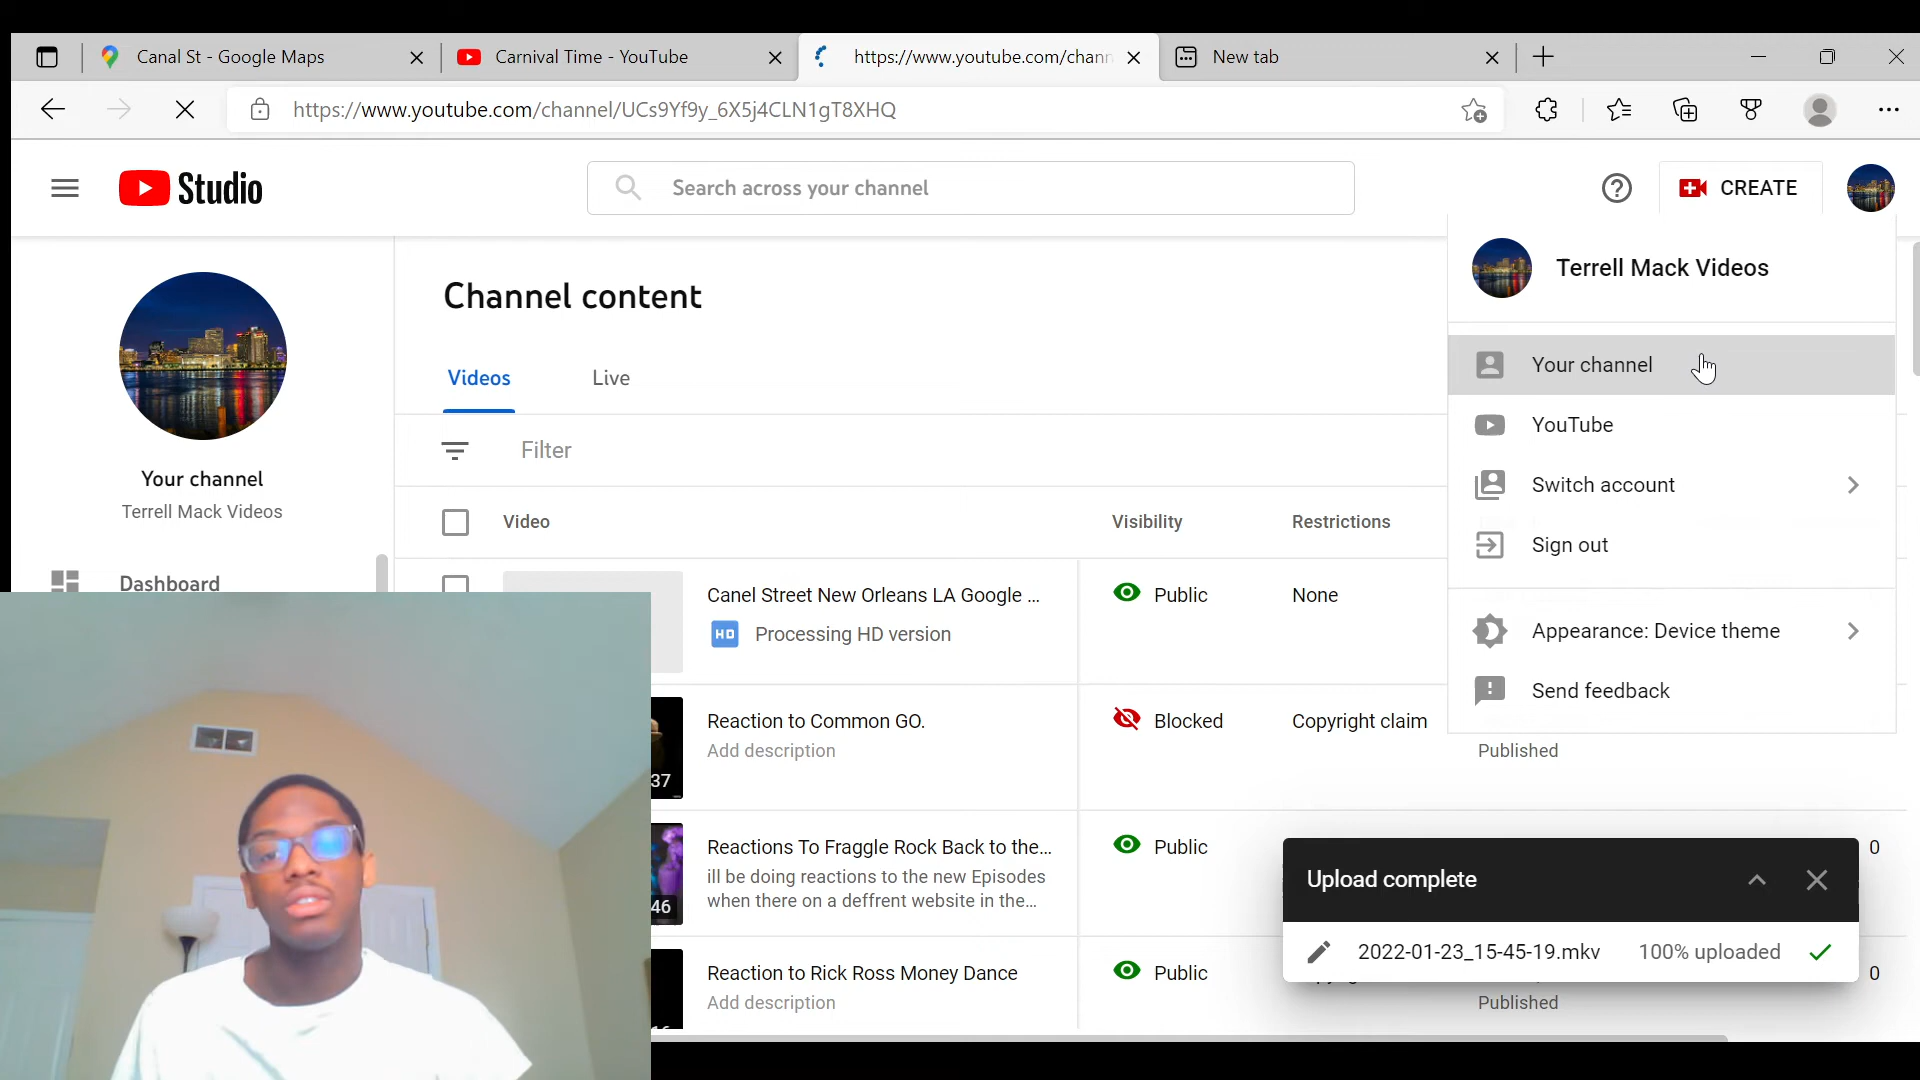 Canal St - Google Maps
Carnival Time - YouTube
https://www.youtube.com/chann
New tab
https://www.youtube.com/channel/UCs9Yf9y_6X5j4CLN1gT8XHQ
Studio
Search across your channel
CREATE
Terrell Mack Videos
Your channel
YouTube
Switch account
Sign out
Appearance: Device theme
Send feedback
Your channel
Terrell Mack Videos
Dashboard
Channel content
Videos
Live
Filter
Video
Visibility
Restrictions
Canel Street New Orleans LA Google ...
Public
None
HD
Processing HD version
Reaction to Common GO.
Blocked
Copyright claim
Add description
Published
37
Reactions To Fraggle Rock Back to the...
Public
0
ill be doing reactions to the new Episodes
when there on a deffrent website in the...
46
Reaction to Rick Ross Money Dance
Public
0
Add description
Published
Upload complete
2022-01-23_15-45-19.mkv
100% uploaded